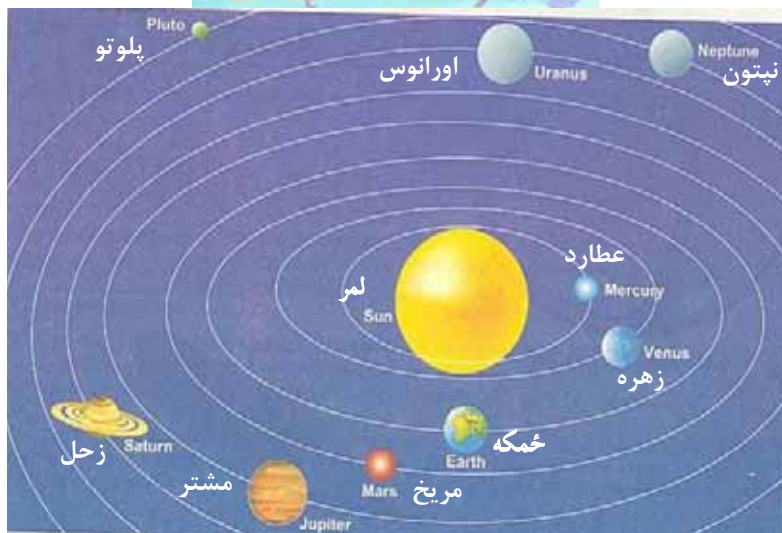 Pluto
پلوتو
اورانوس
Uranus
Neptune
نپتون
عطارد
Mercury
لمر
Sun
Venus
زهره
ځمکه
Earth
Saturn
زحل
مریخ
Mars
مشتر
Jupiter